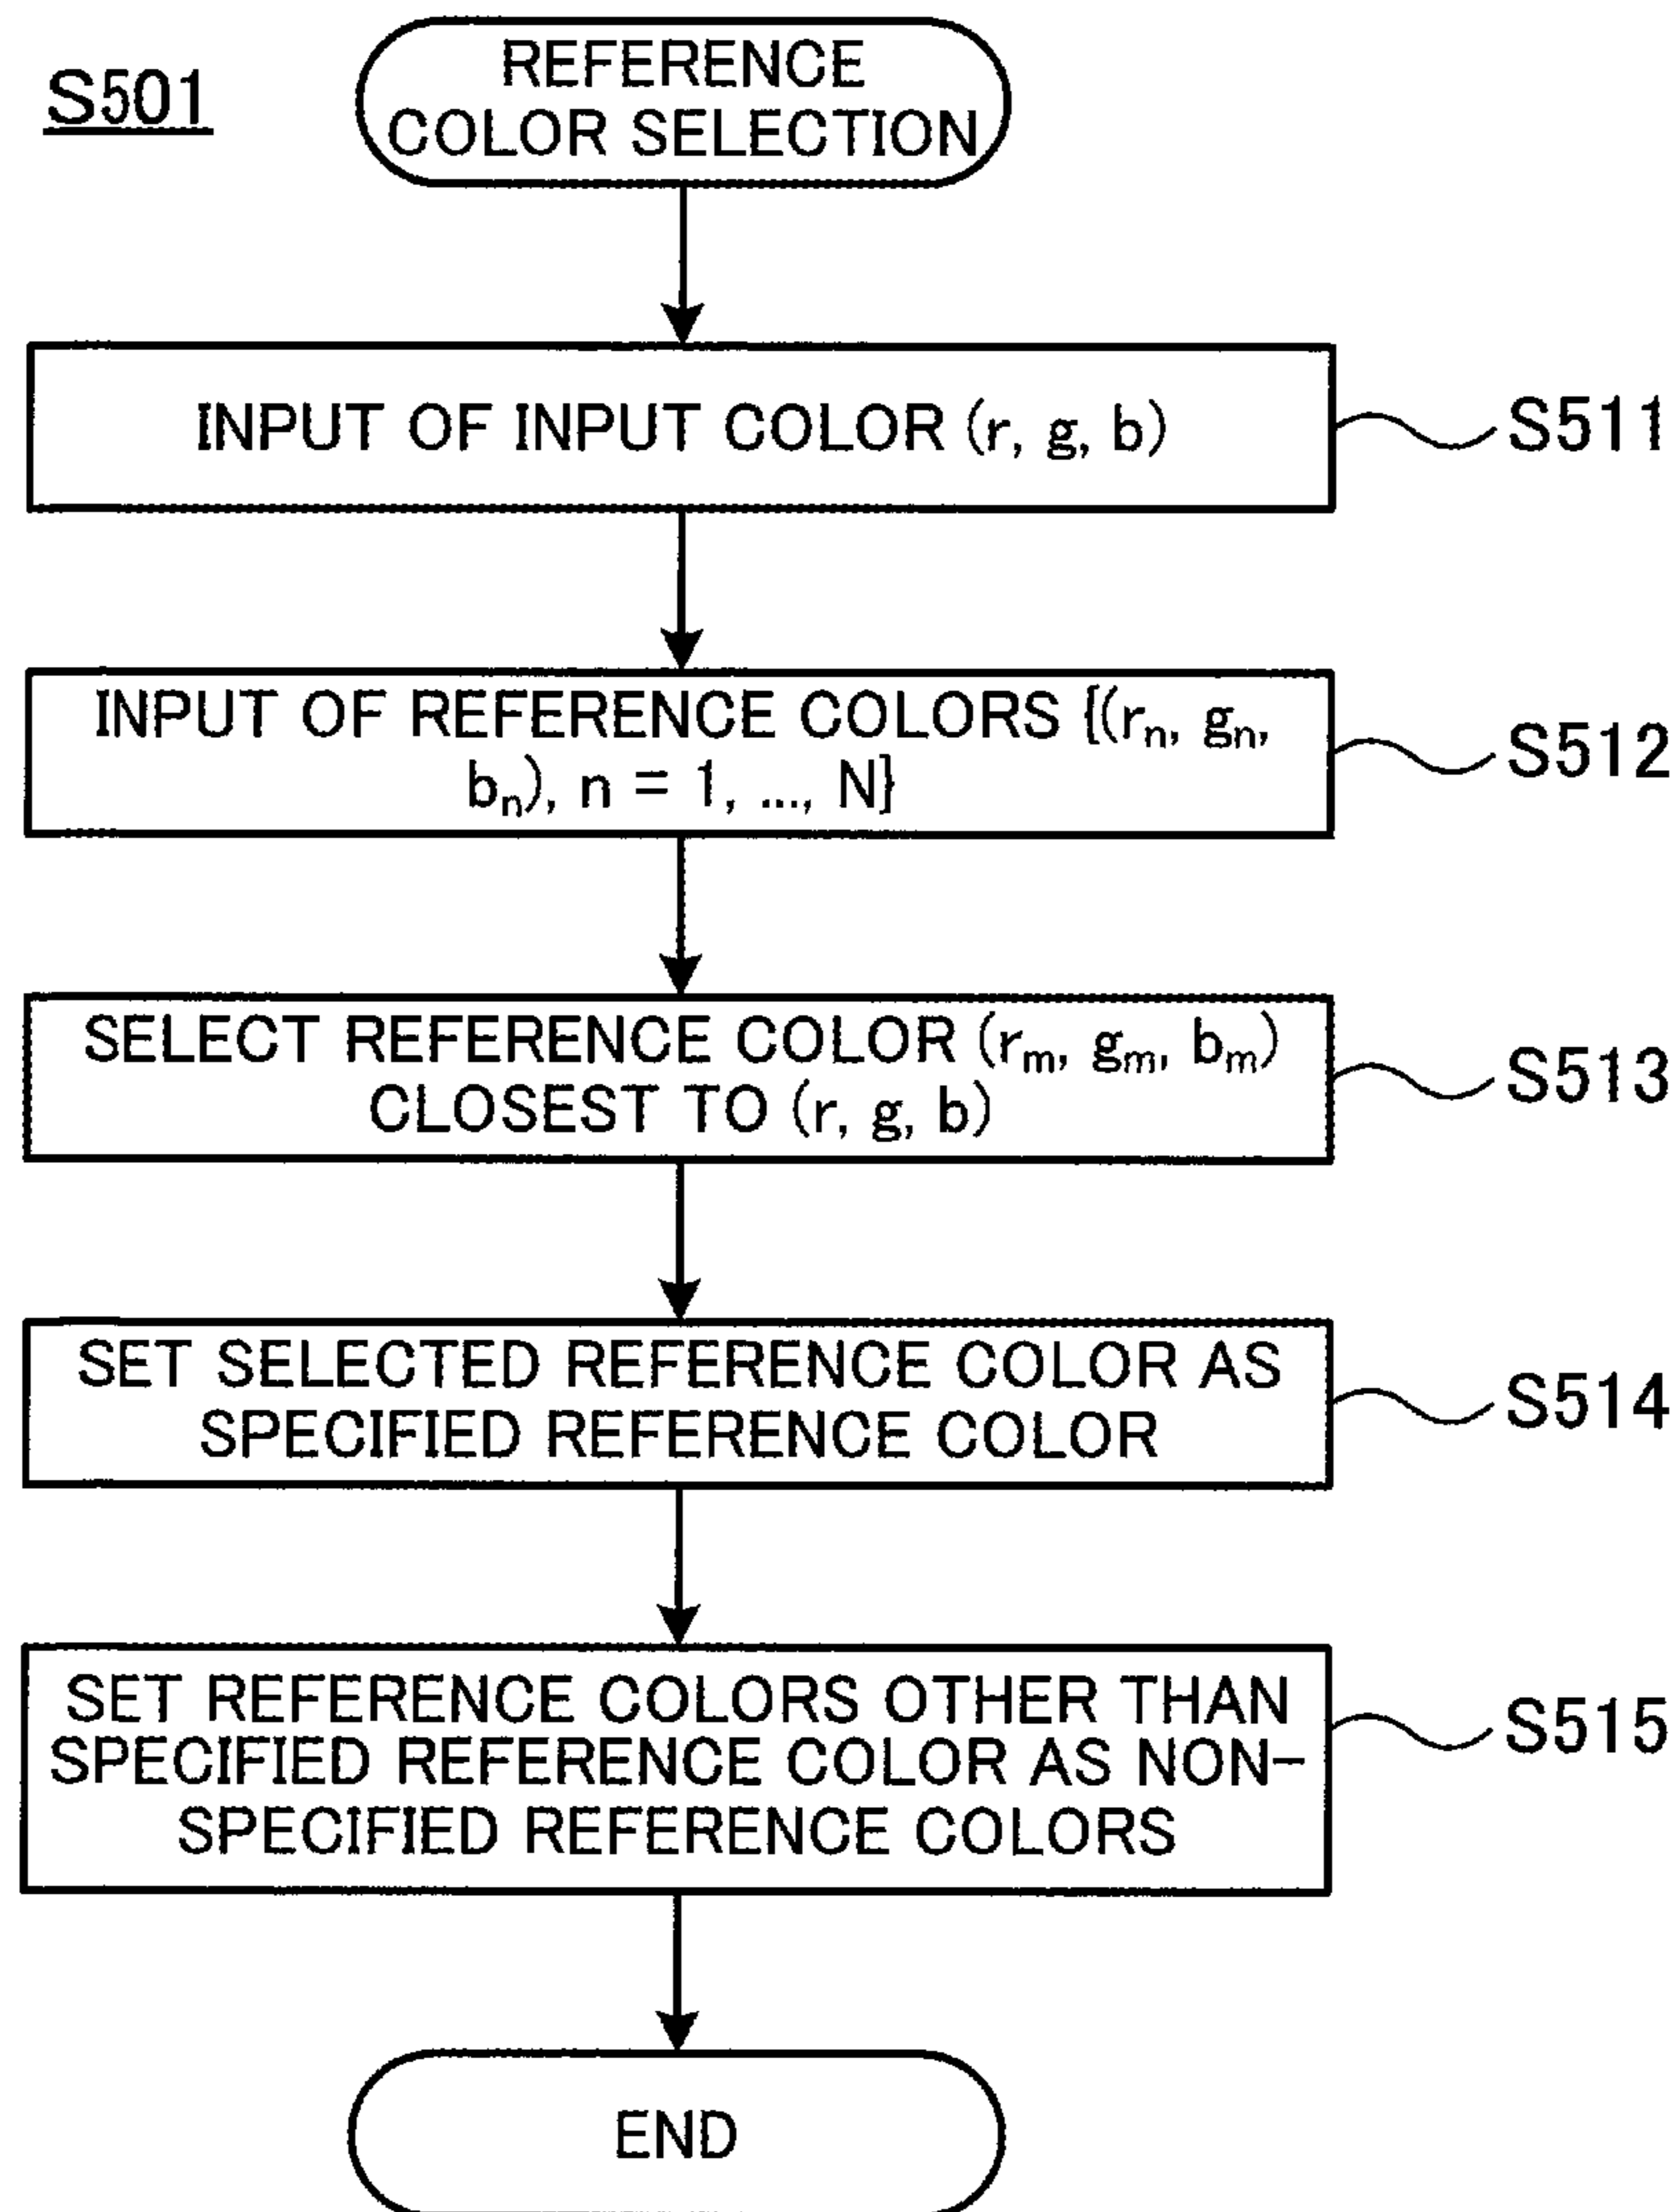 S501
REFERENCE
COLOR SELECTION
INPUT OF INPUT COLOR (r, g, b)
S511
INPUT OF REFERENCE COLORS {(rn, gn,
bn), n = 1, ..., N}
S512
SELECT REFERENCE COLOR (rm, gm, bm)
CLOSEST TO (r, g, b)
S513
SET SELECTED REFERENCE COLOR AS
SPECIFIED REFERENCE COLOR
S514
SET REFERENCE COLORS OTHER THAN
SPECIFIED REFERENCE COLOR AS NON-
SPECIFIED REFERENCE COLORS
S515
END